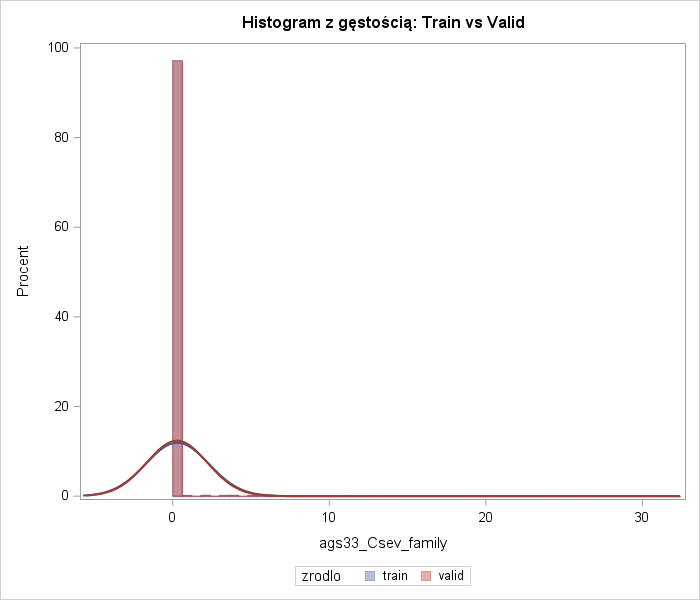 Histogram z gęstością: Train vs Valid
100
80
60
40
20
0
Procent
0 10 20 30
ags33_Csev_family
zrodlo train valid